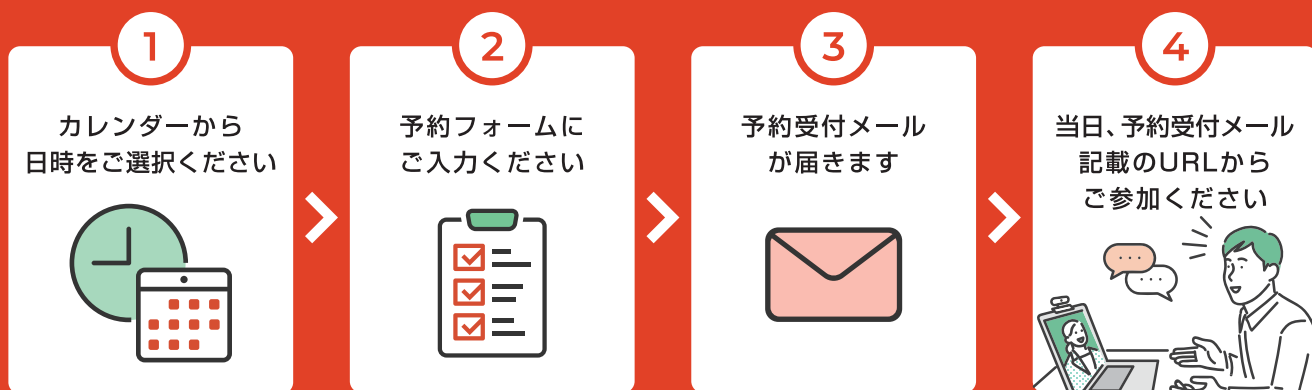 1
カレンダーから
日時をご選択ください
2
予約フォームに
ご入力ください
3
予約受付メール
が届きます
4
当日、予約受付メール
記載のURLから
ご参加ください